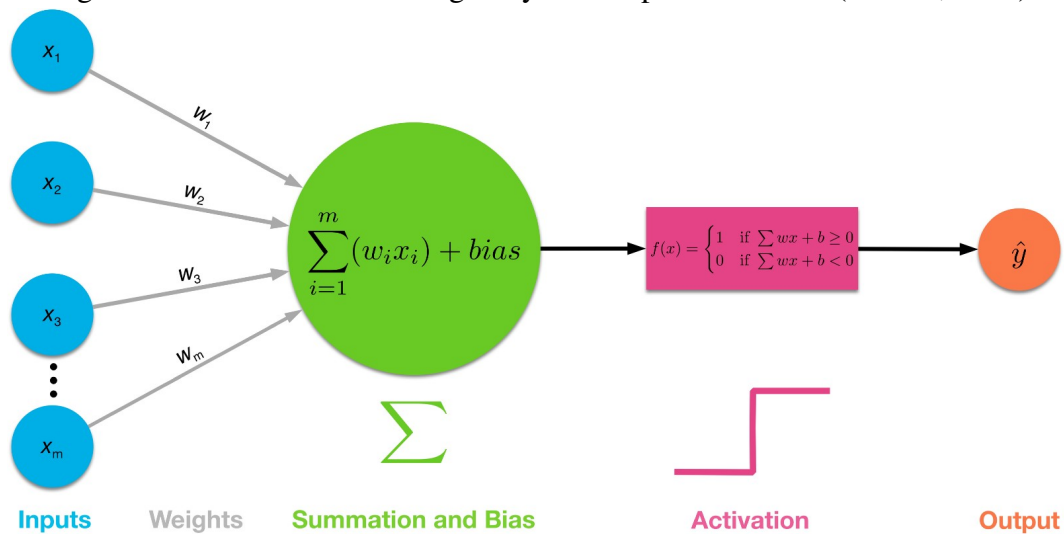 x₁
w₁
x₂
w₂
x₃
w₃
xₘ
wₘ
m
∑(wᵢxᵢ) + bias
i=1
f(x) = { 1 if ∑ wx + b ≥ 0
0 if ∑ wx + b < 0
ŷ
∑
Inputs Weights Summation and Bias Activation Output